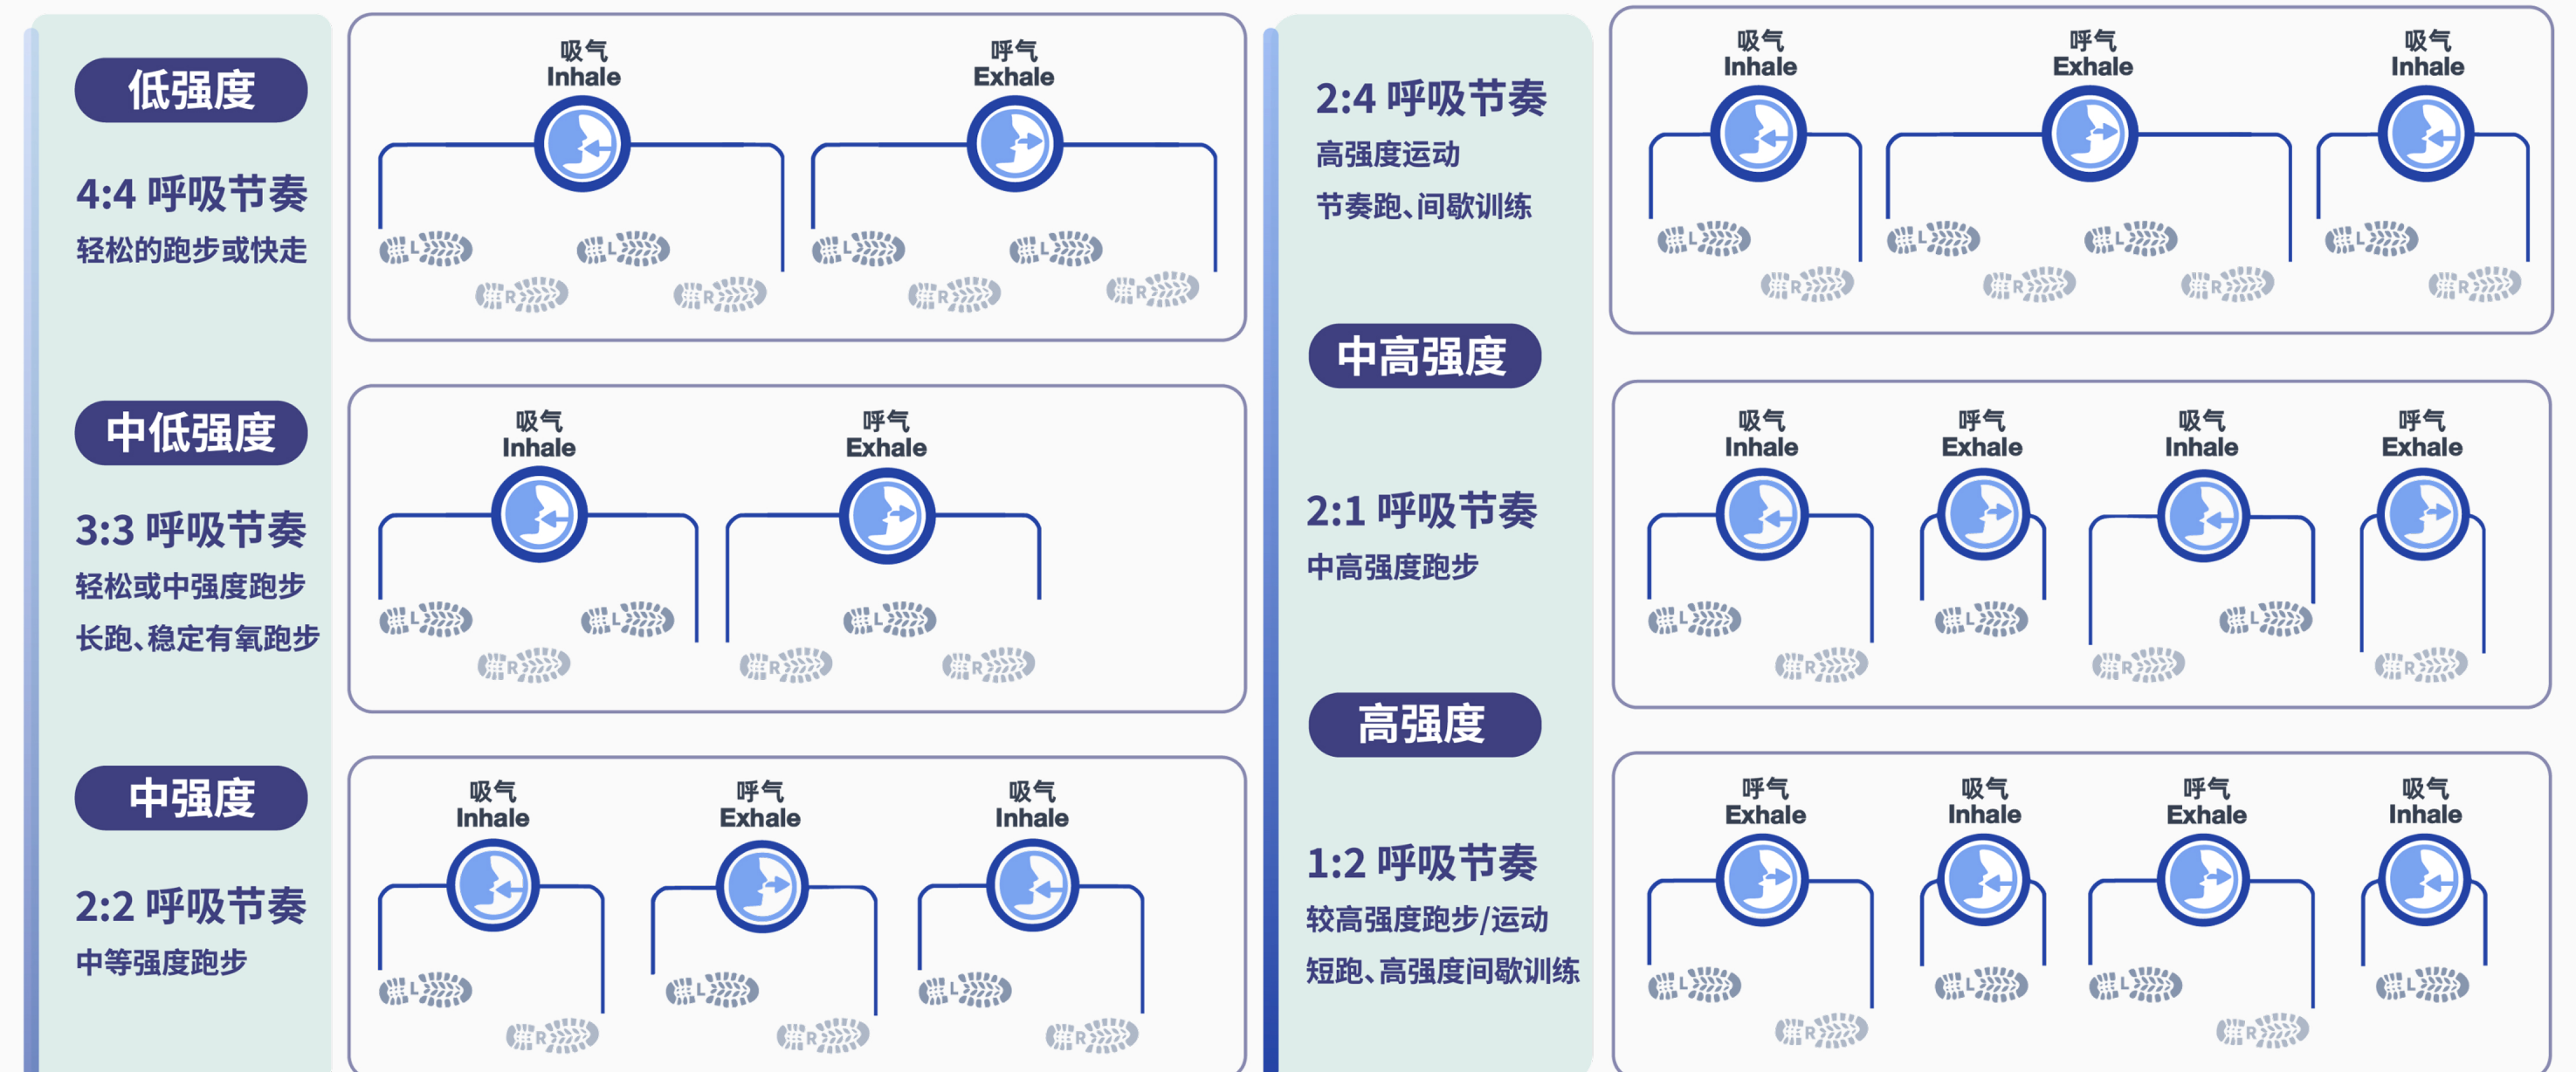 低强度
4:4 呼吸节奏
轻松的跑步或快走
吸气
Inhale
呼气
Exhale
L
R
L
R
L
R
L
R
中低强度
3:3 呼吸节奏
轻松或中强度跑步
长跑、稳定有氧跑步
吸气
Inhale
呼气
Exhale
L
R
L
R
L
R
中强度
2:2 呼吸节奏
中等强度跑步
吸气
Inhale
呼气
Exhale
吸气
Inhale
L
R
L
R
L
R
2:4 呼吸节奏
高强度运动
节奏跑、间歇训练
吸气
Inhale
呼气
Exhale
吸气
Inhale
L
R
L
R
L
R
L
R
中高强度
2:1 呼吸节奏
中高强度跑步
吸气
Inhale
呼气
Exhale
吸气
Inhale
呼气
Exhale
L
R
L
R
L
R
高强度
1:2 呼吸节奏
较高强度跑步/运动
短跑、高强度间歇训练
呼气
Exhale
吸气
Inhale
呼气
Exhale
吸气
Inhale
L
R
L
L
R
L